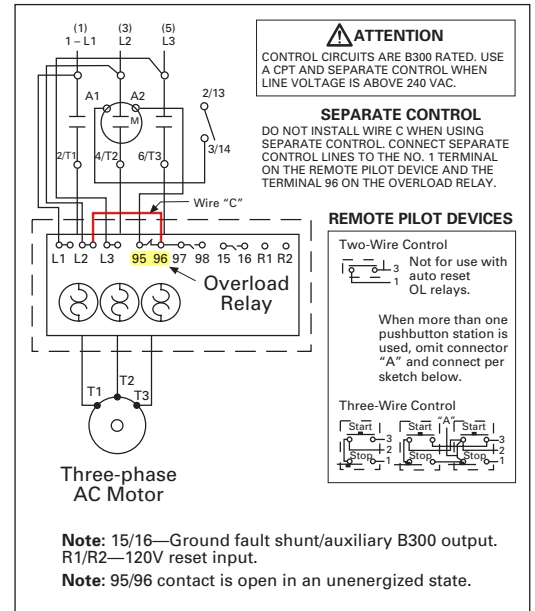 (1) (3) (5)
1 – L1 L2 L3
A1 A2 2/13
M
3/14
2/T1 4/T2 6/T3
Wire “C”
L1 L2 L3 95 96 97 98 15 16 R1 R2
Overload
Relay
T1 T2 T3
Three-phase
AC Motor
ATTENTION
CONTROL CIRCUITS ARE B300 RATED. USE
A CPT AND SEPARATE CONTROL WHEN
LINE VOLTAGE IS ABOVE 240 VAC.
SEPARATE CONTROL
DO NOT INSTALL WIRE C WHEN USING
SEPARATE CONTROL. CONNECT SEPARATE
CONTROL LINES TO THE NO. 1 TERMINAL
ON THE REMOTE PILOT DEVICE AND THE
TERMINAL 96 ON THE OVERLOAD RELAY.
REMOTE PILOT DEVICES
Two-Wire Control
3
1
Not for use with
auto reset
OL relays.
When more than one
pushbutton station is
used, omit connector
“A” and connect per
sketch below.
Three-Wire Control
“A”
Start Start Start
3 3
2 2
Stop Stop Stop
1 1
Note: 15/16—Ground fault shunt/auxiliary B300 output.
R1/R2—120V reset input.
Note: 95/96 contact is open in an unenergized state.